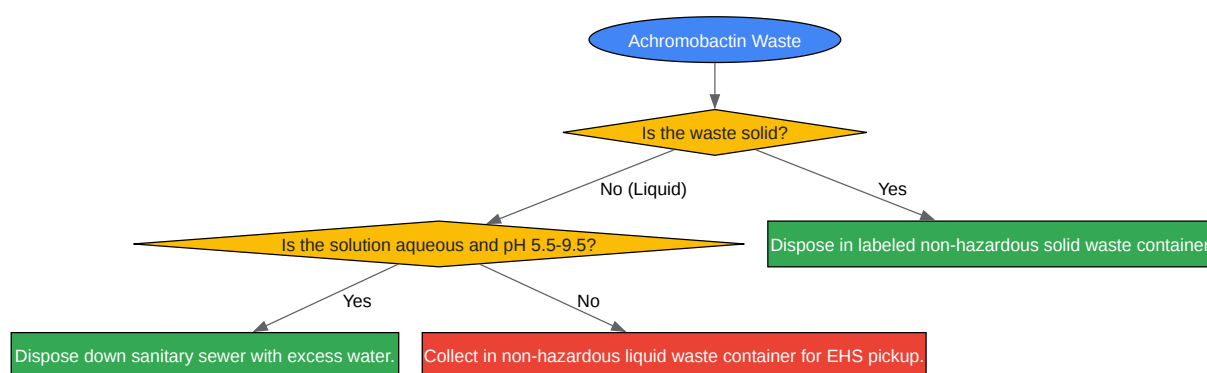 Achromobactin Waste
Is the waste solid?
No (Liquid)
Yes
Is the solution aqueous and pH 5.5-9.5?
Dispose in labeled non-hazardous solid waste container
Yes
No
Dispose down sanitary sewer with excess water.
Collect in non-hazardous liquid waste container for EHS pickup.